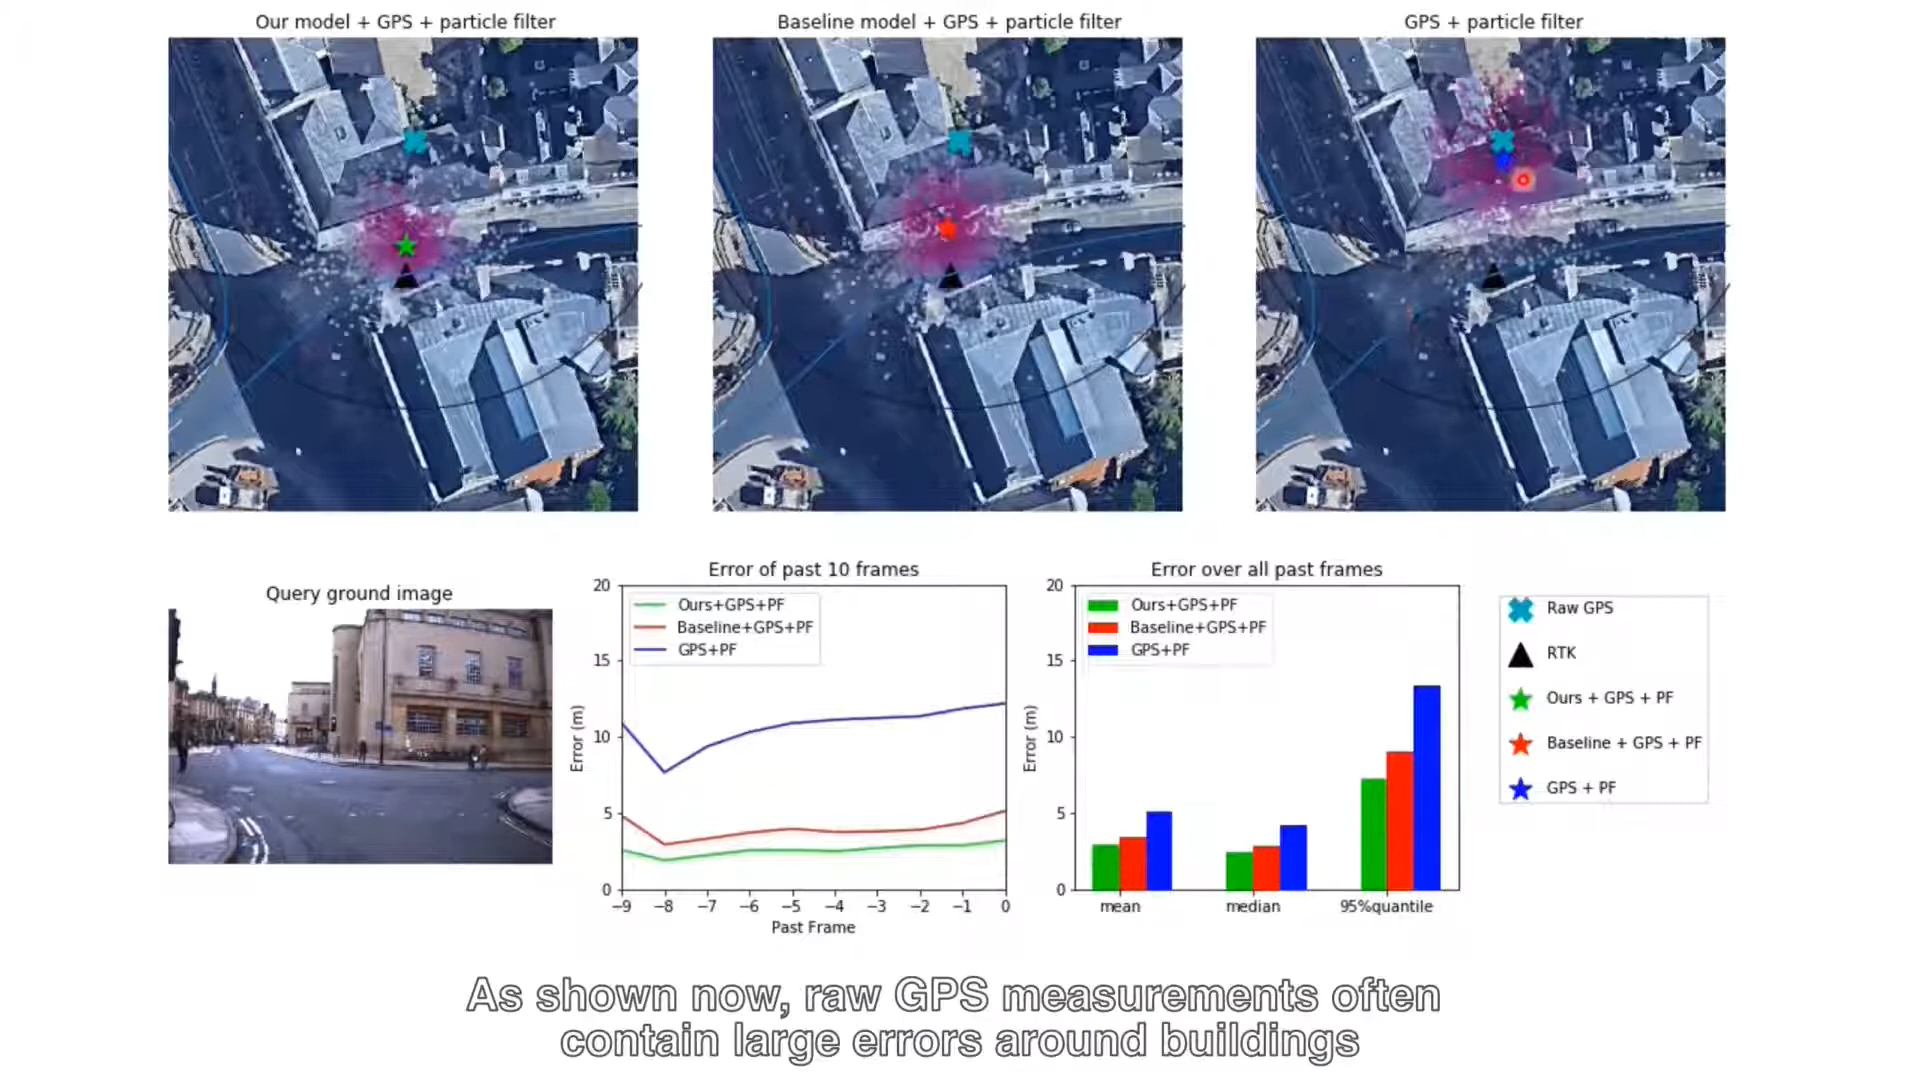 Our model + GPS + particle filter
Baseline model + GPS + particle filter
GPS + particle filter
Query ground image
Error of past 10 frames
20
15
10
5
0
Error (m)
Ours+GPS+PF
Baseline+GPS+PF
GPS+PF
−9 −8 −7 −6 −5 −4 −3 −2 −1 0
Past Frame
Error over all past frames
20
15
10
5
0
Error (m)
Ours+GPS+PF
Baseline+GPS+PF
GPS+PF
mean median 95%quantile
Raw GPS
RTK
Ours + GPS + PF
Baseline + GPS + PF
GPS + PF
As shown now, raw GPS measurements often
contain large errors around buildings